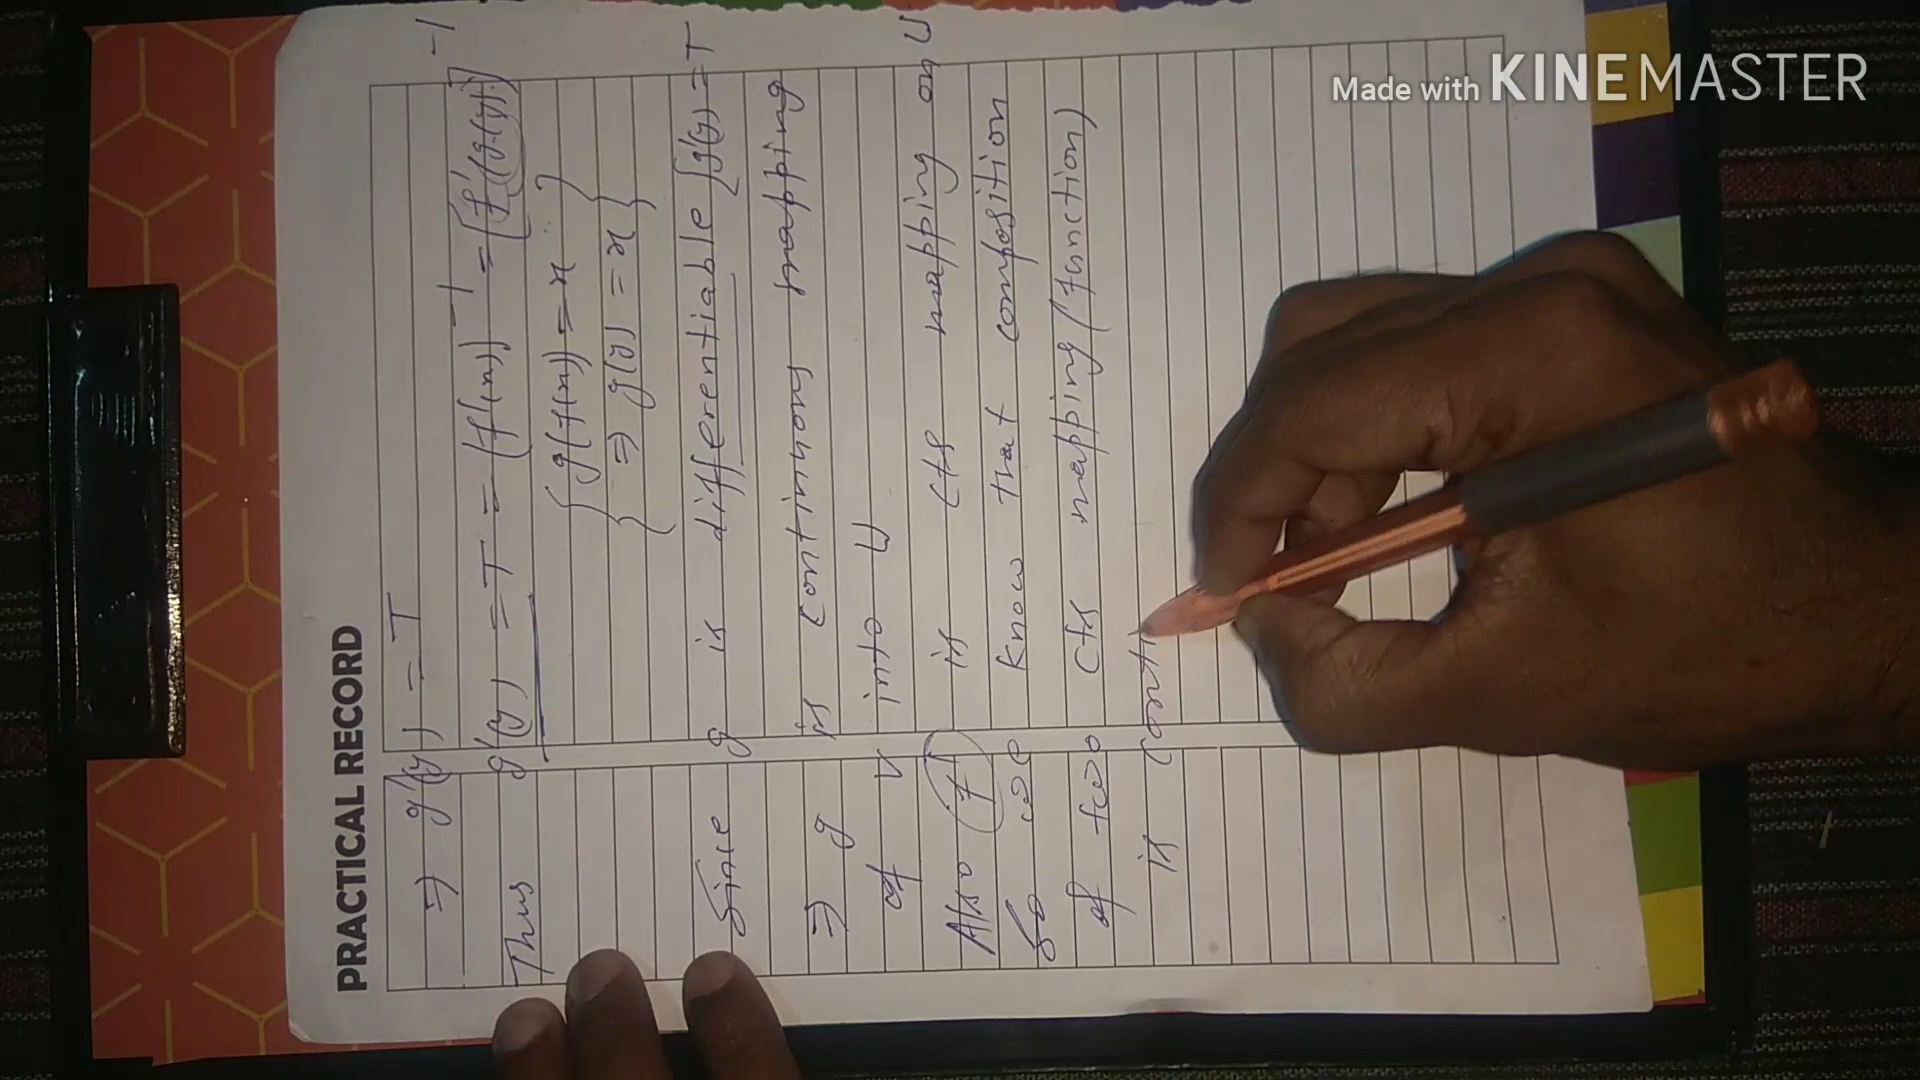 Made with KINEMASTER
PRACTICAL RECORD
⇒ g'(y) = T
Thus g'(y) = T = (f'(x))⁻¹ = [f'(g(y))]⁻¹
{g(f(x)) = x}
{⇒ g(y) = x}
Since g is differentiable {g'(y) = T
⇒ g is continuous mapping
of V into U
Also f' is cts mapping on U
So we know that composition
of two cts mapping (function)
is conti